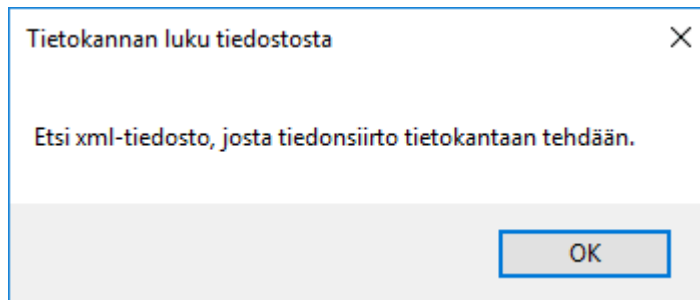 Tietokannan luku tiedostosta
Etsi xml-tiedosto, josta tiedonsiirto tietokantaan tehdään.
OK